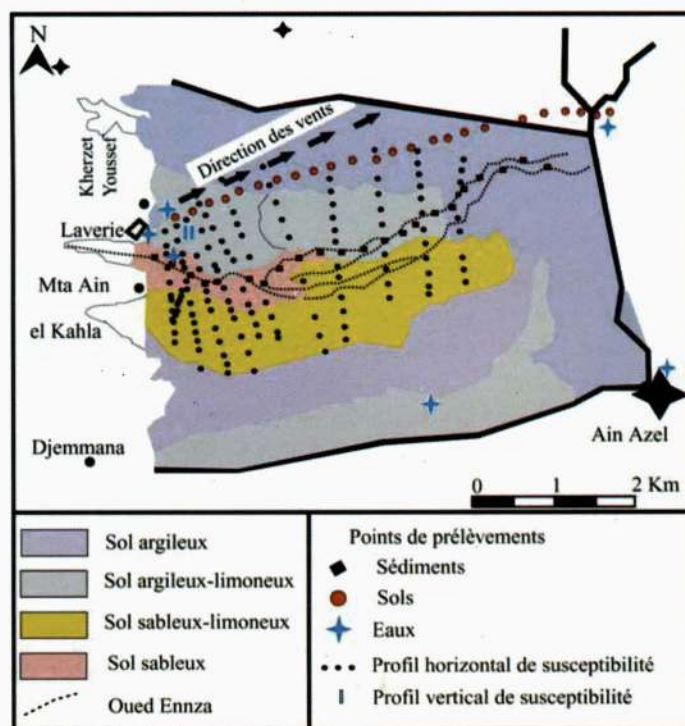 N
Direction des vents
Kherzet
Youssef
Laverie
Mta Ain
el Kahla
Djemmana
Ain Azel
0 1 2 Km
Sol argileux
Sol argileux-limoneux
Sol sableux-limoneux
Sol sableux
Oued Ennza
Points de prélèvements
Sédiments
Sols
Eaux
Profil horizontal de susceptibilité
Profil vertical de susceptibilité